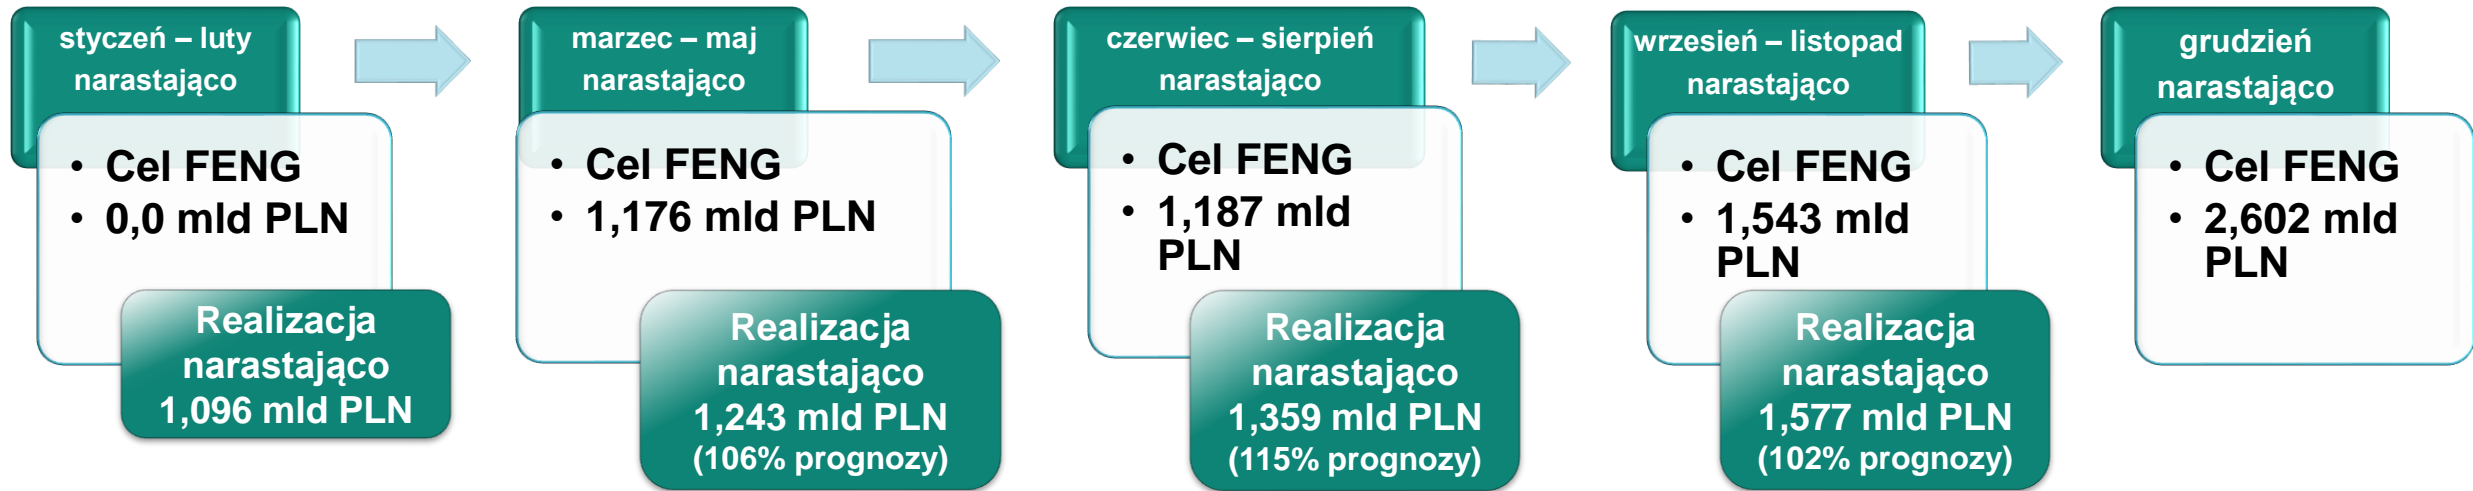 styczeń – luty
narastająco
• Cel FENG
• 0,0 mld PLN
Realizacja
narastająco
1,096 mld PLN
marzec – maj
narastająco
• Cel FENG
• 1,176 mld PLN
Realizacja
narastająco
1,243 mld PLN
(106% prognozy)
czerwiec – sierpień
narastająco
• Cel FENG
• 1,187 mld
PLN
Realizacja
narastająco
1,359 mld PLN
(115% prognozy)
wrzesień – listopad
narastająco
• Cel FENG
• 1,543 mld
PLN
Realizacja
narastająco
1,577 mld PLN
(102% prognozy)
grudzień
narastająco
• Cel FENG
• 2,602 mld
PLN